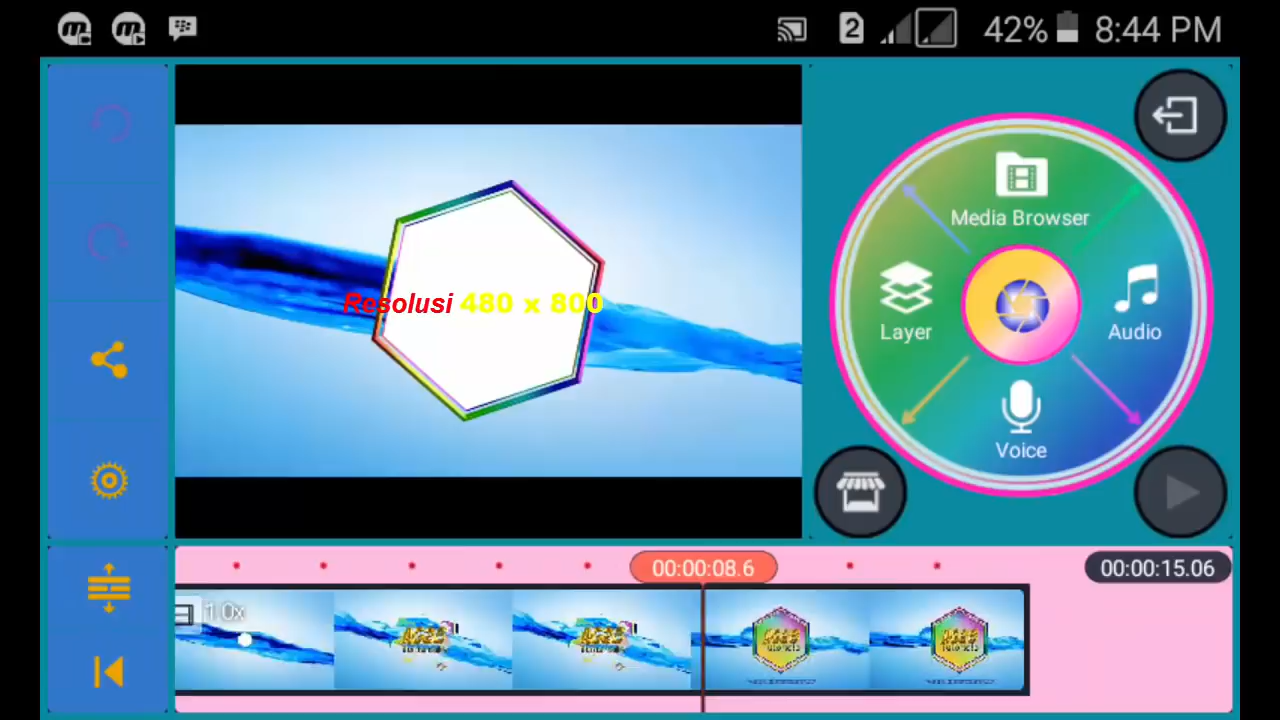 2 42% 8:44 PM
Media Browser
Layer
Audio
Resolusi 480 x 800
Voice
00:00:08.6
00:00:15.06
1.0x